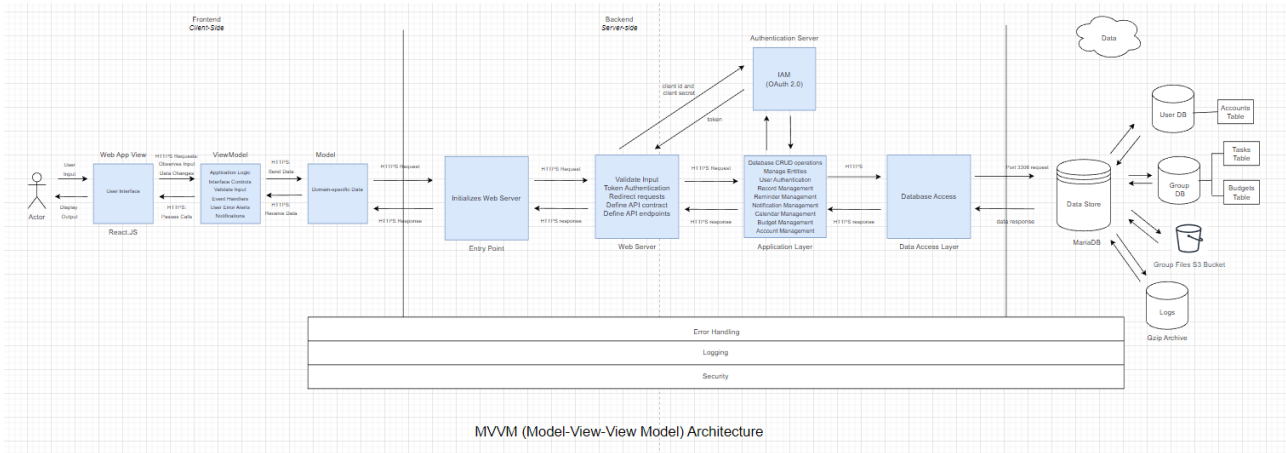 Frontend
Client-Side
Backend
Server-side
Data
Authentication Server
IAM
(OAuth 2.0)
client id and
client secret
token
User DB
Accounts
Table
Web App View
ViewModel
Model
User
Input
HTTPS Requests:
Observes Input
Data Changes
HTTPS:
Send Data
HTTPS Request
HTTPS Request
HTTPS Request
HTTPS
Port 3306 request
Actor
Display
Output
User Interface
HTTPS:
Passes Calls
Application Logic
Interface Controls
Validate Input
Event Handlers
User Error Alerts
Notifications
HTTPS:
Receive Data
Domain-specific Data
HTTPS Response
Initializes Web Server
HTTPS response
Validate Input
Token Authentication
Redirect requests
Define API contract
Define API endpoints
HTTPS response
Database CRUD operations
Manage Entities
User Authentication
Record Management
Reminder Management
Notification Management
Calendar Management
Budget Management
Account Management
HTTPS response
Database Access
data response
Data Store
Group
DB
Tasks
Table
Budgets
Table
React.JS
Entry Point
Web Server
Application Layer
Data Access Layer
MariaDB
Group Files S3 Bucket
Logs
Gzip Archive
Error Handling
Logging
Security
MVVM (Model-View-View Model) Architecture